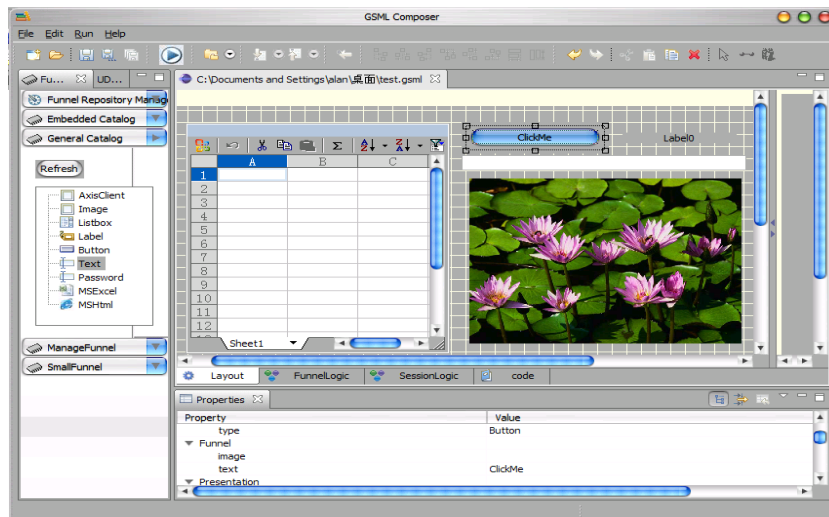 GSML Composer
File Edit Run Help
Fu... UD...
C:\Documents and Settings\alan\桌面\test.gsml
Funnel Repository Manag
Embedded Catalog
General Catalog
Refresh
AxisClient
Image
Listbox
Label
Button
Text
Password
MSExcel
MSHtml
ManageFunnel
SmallFunnel
ClickMe
Label0
A B C
1
2
3
4
5
6
7
8
9
10
11
12
Sheet1
Layout FunnelLogic SessionLogic code
Properties
Property Value
type Button
Funnel
image
text ClickMe
Presentation